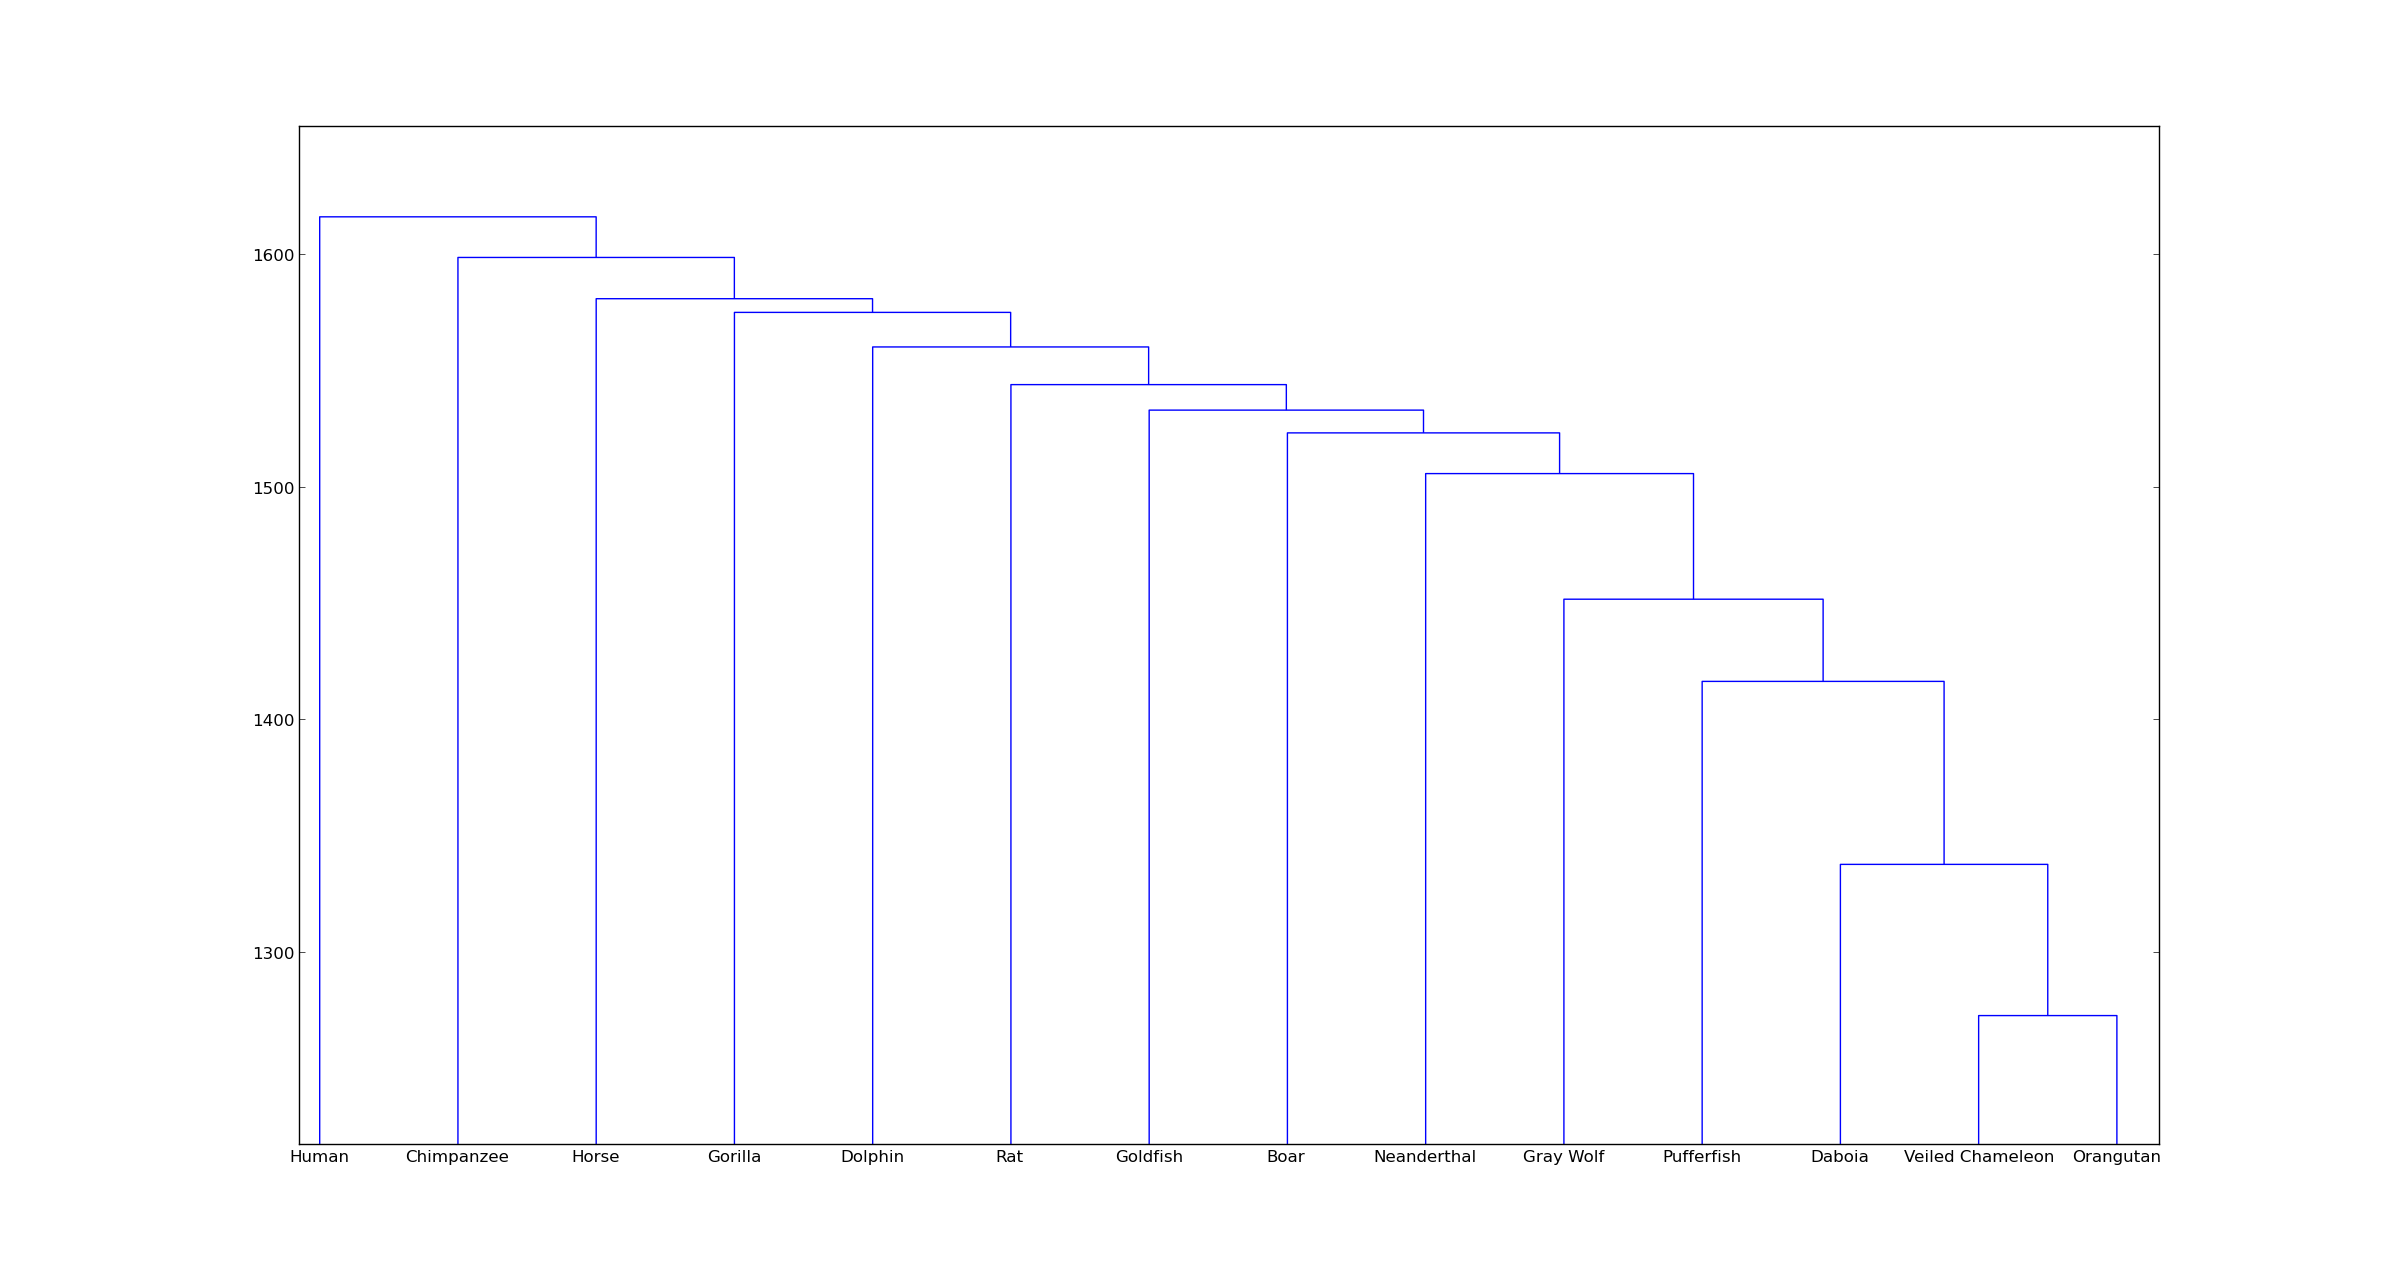 1600
1500
1400
1300
Human Chimpanzee Horse Gorilla Dolphin Rat Goldfish Boar Neanderthal Gray Wolf Pufferfish Daboia Veiled Chameleon Orangutan